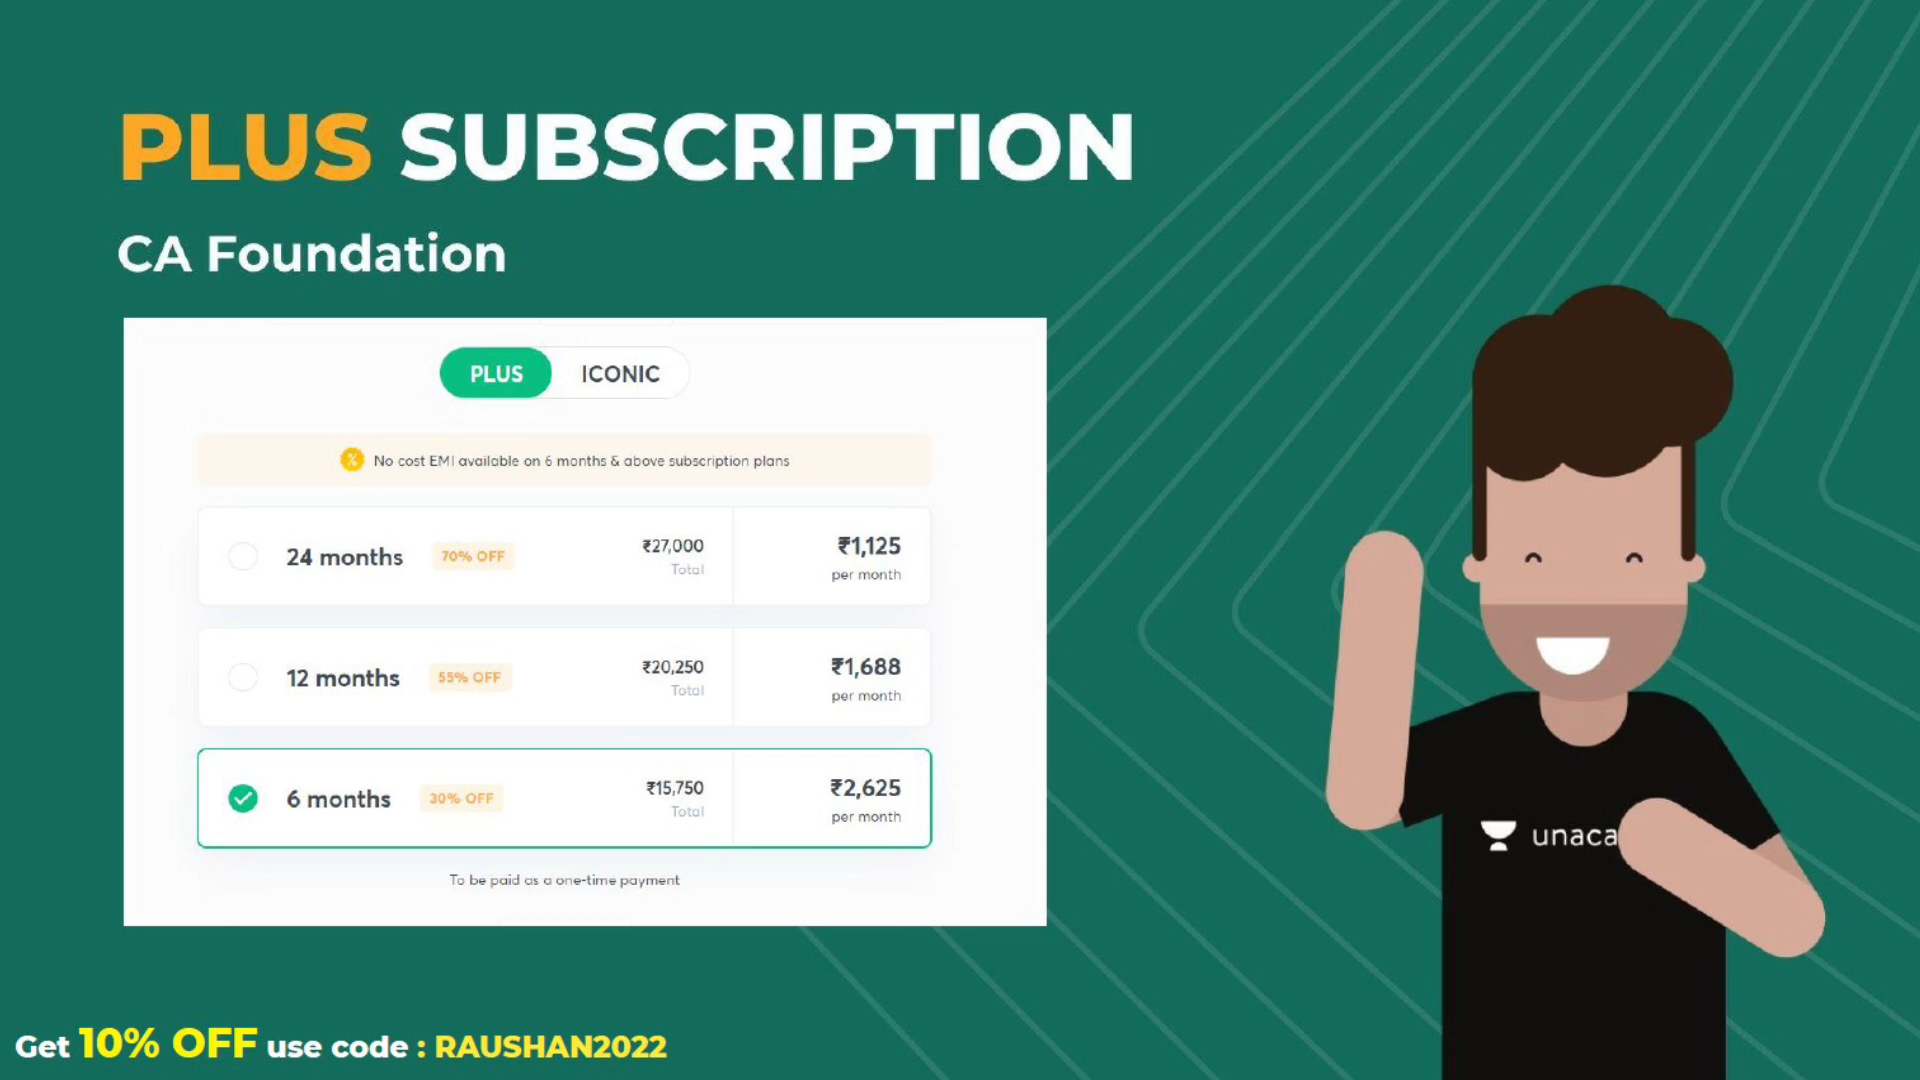 PLUS SUBSCRIPTION
CA Foundation
PLUS ICONIC
No cost EMI available on 6 months & above subscription plans
24 months 70% OFF ₹27,000 Total ₹1,125 per month
12 months 55% OFF ₹20,250 Total ₹1,688 per month
6 months 30% OFF ₹15,750 Total ₹2,625 per month
To be paid as a one-time payment
unaca
Get 10% OFF use code : RAUSHAN2022